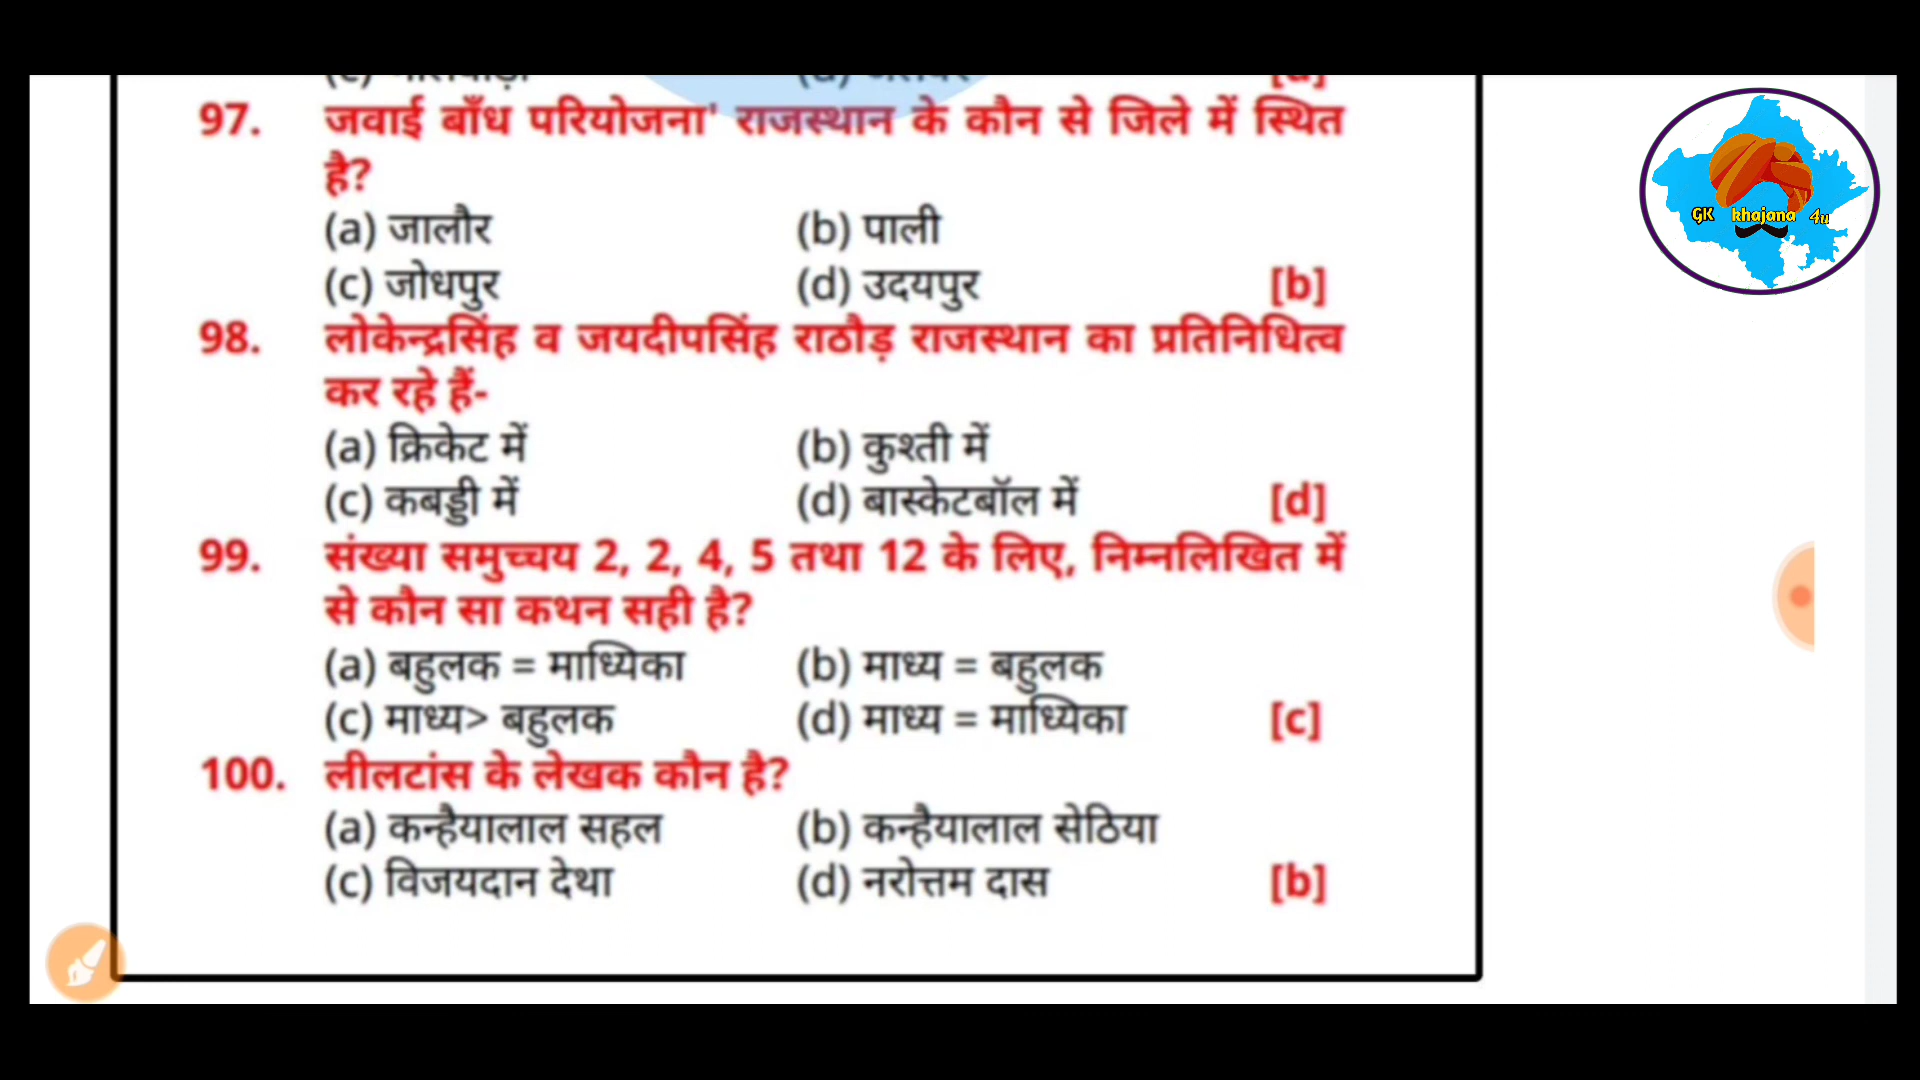 97. जवाई बाँध परियोजना' राजस्थान के कौन से जिले में स्थित
है?
(a) जालौर (b) पाली
(c) जोधपुर (d) उदयपुर [b]
98. लोकेन्द्रसिंह व जयदीपसिंह राठौड़ राजस्थान का प्रतिनिधित्व
कर रहे हैं-
(a) क्रिकेट में (b) कुश्ती में
(c) कबड्डी में (d) बास्केटबॉल में [d]
99. संख्या समुच्चय 2, 2, 4, 5 तथा 12 के लिए, निम्नलिखित में
से कौन सा कथन सही है?
(a) बहुलक = माध्यिका (b) माध्य = बहुलक
(c) माध्य> बहुलक (d) माध्य = माध्यिका [c]
100. लीलटांस के लेखक कौन है?
(a) कन्हैयालाल सहल (b) कन्हैयालाल सेठिया
(c) विजयदान देथा (d) नरोत्तम दास [b]
GK khajana 4u